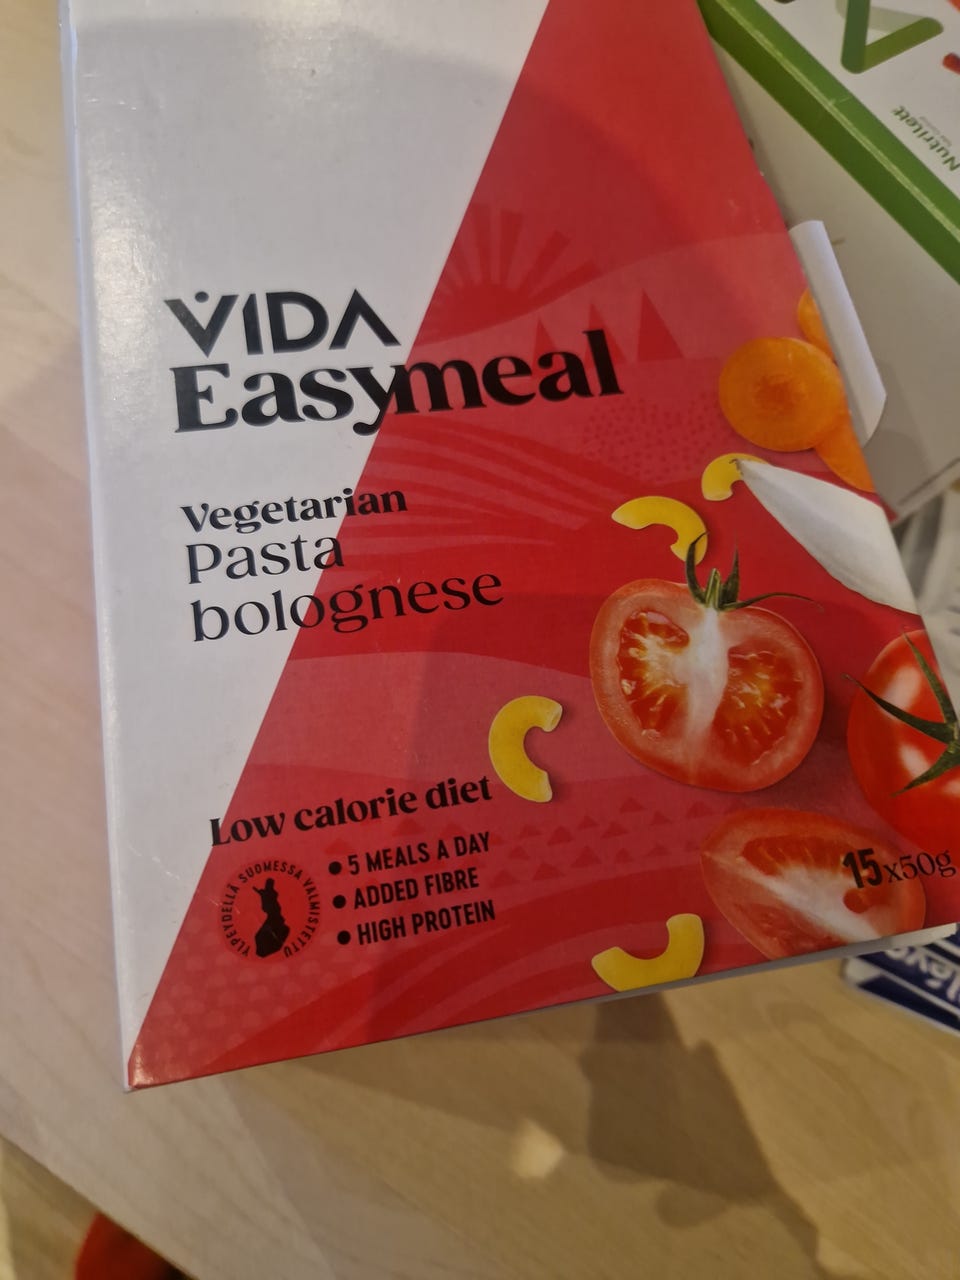 VIDA
Easymeal
Vegetarian
Pasta
bolognese
Low calorie diet
• 5 MEALS A DAY
• ADDED FIBRE
• HIGH PROTEIN
YLPEYDELLÄ SUOMESSA VALMISTETTU
15x50g
Nutrilett